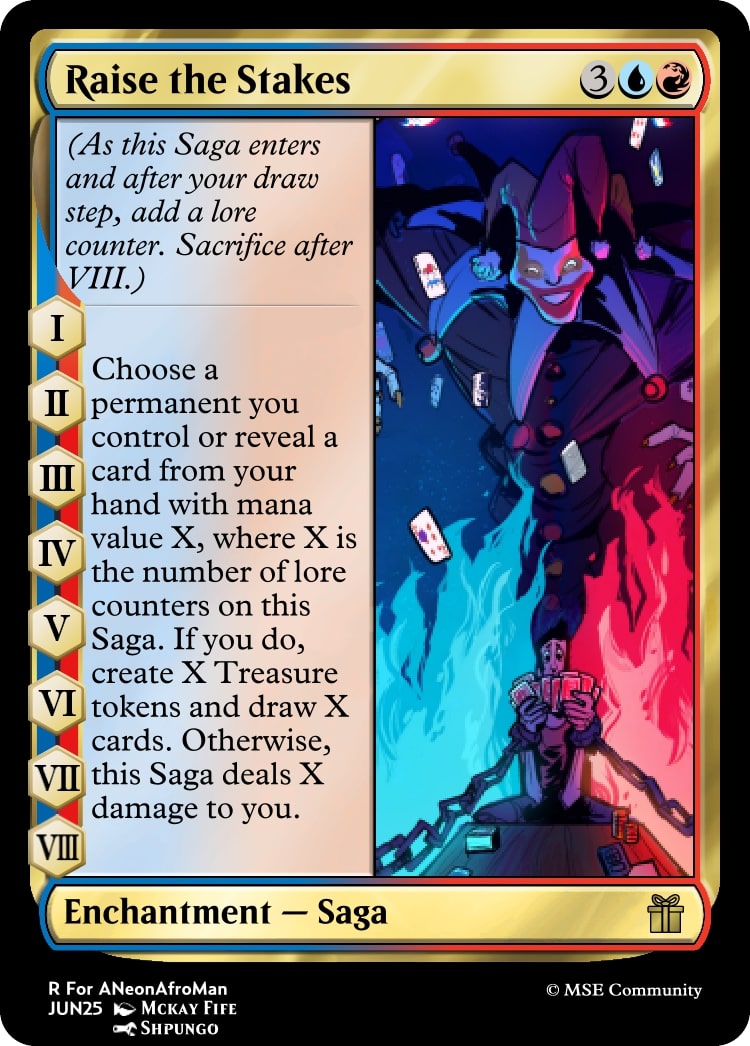 Raise the Stakes
3
(As this Saga enters
and after your draw
step, add a lore
counter. Sacrifice after
VIII.)
I
II
III
IV
V
VI
VII
VIII
Choose a
permanent you
control or reveal a
card from your
hand with mana
value X, where X is
the number of lore
counters on this
Saga. If you do,
create X Treasure
tokens and draw X
cards. Otherwise,
this Saga deals X
damage to you.
Enchantment — Saga
R For ANeonAfroMan
JUN25 McKay Fife
Shpungo
© MSE Community